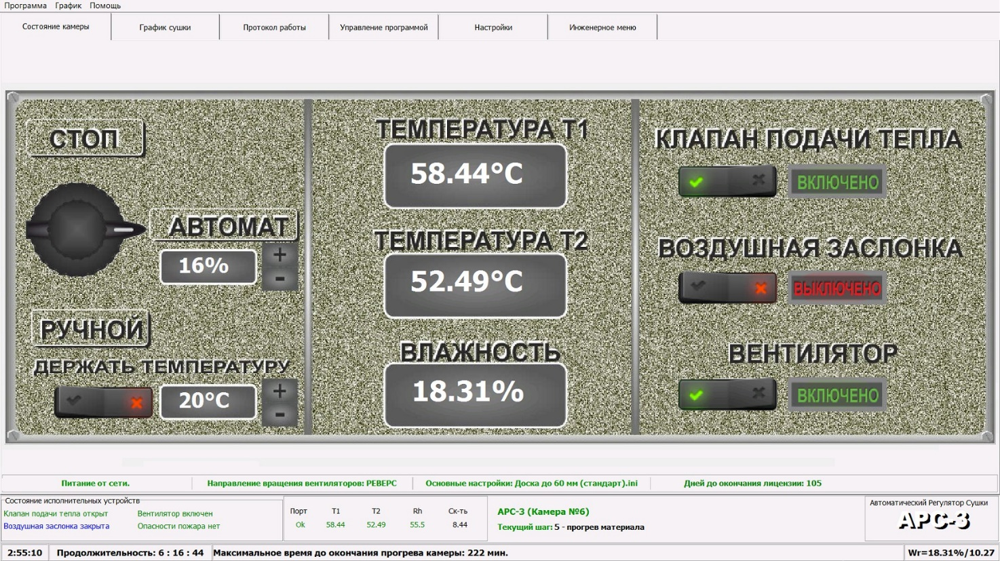 Программа График Помощь
Состояние камеры График сушки Протокол работы Управление программой Настройки Инженерное меню
СТОП
АВТОМАТ
16%
+
-
РУЧНОЙ
ДЕРЖАТЬ ТЕМПЕРАТУРУ
20°C
+
-
ТЕМПЕРАТУРА Т1
58.44°C
ТЕМПЕРАТУРА Т2
52.49°C
ВЛАЖНОСТЬ
18.31%
КЛАПАН ПОДАЧИ ТЕПЛА
ВКЛЮЧЕНО
ВОЗДУШНАЯ ЗАСЛОНКА
ВЫКЛЮЧЕНО
ВЕНТИЛЯТОР
ВКЛЮЧЕНО
Питание от сети. Направление вращения вентиляторов: РЕВЕРС Основные настройки: Доска до 60 мм (стандарт).ini Дней до окончания лицензии: 105
Состояние исполнительных устройств
Клапан подачи тепла открыт Вентилятор включен
Воздушная заслонка закрыта Опасности пожара нет
Порт T1 T2 Rh Ск-ть
Ok 58.44 52.49 55.5 8.44
АРС-3 (Камера №6)
Текущий шаг: 5 - прогрев материала
Автоматический Регулятор Сушки
АРС-3
2:55:10 Продолжительность: 6 : 16 : 44 Максимальное время до окончания прогрева камеры: 222 мин. Wr=18.31%/10.27